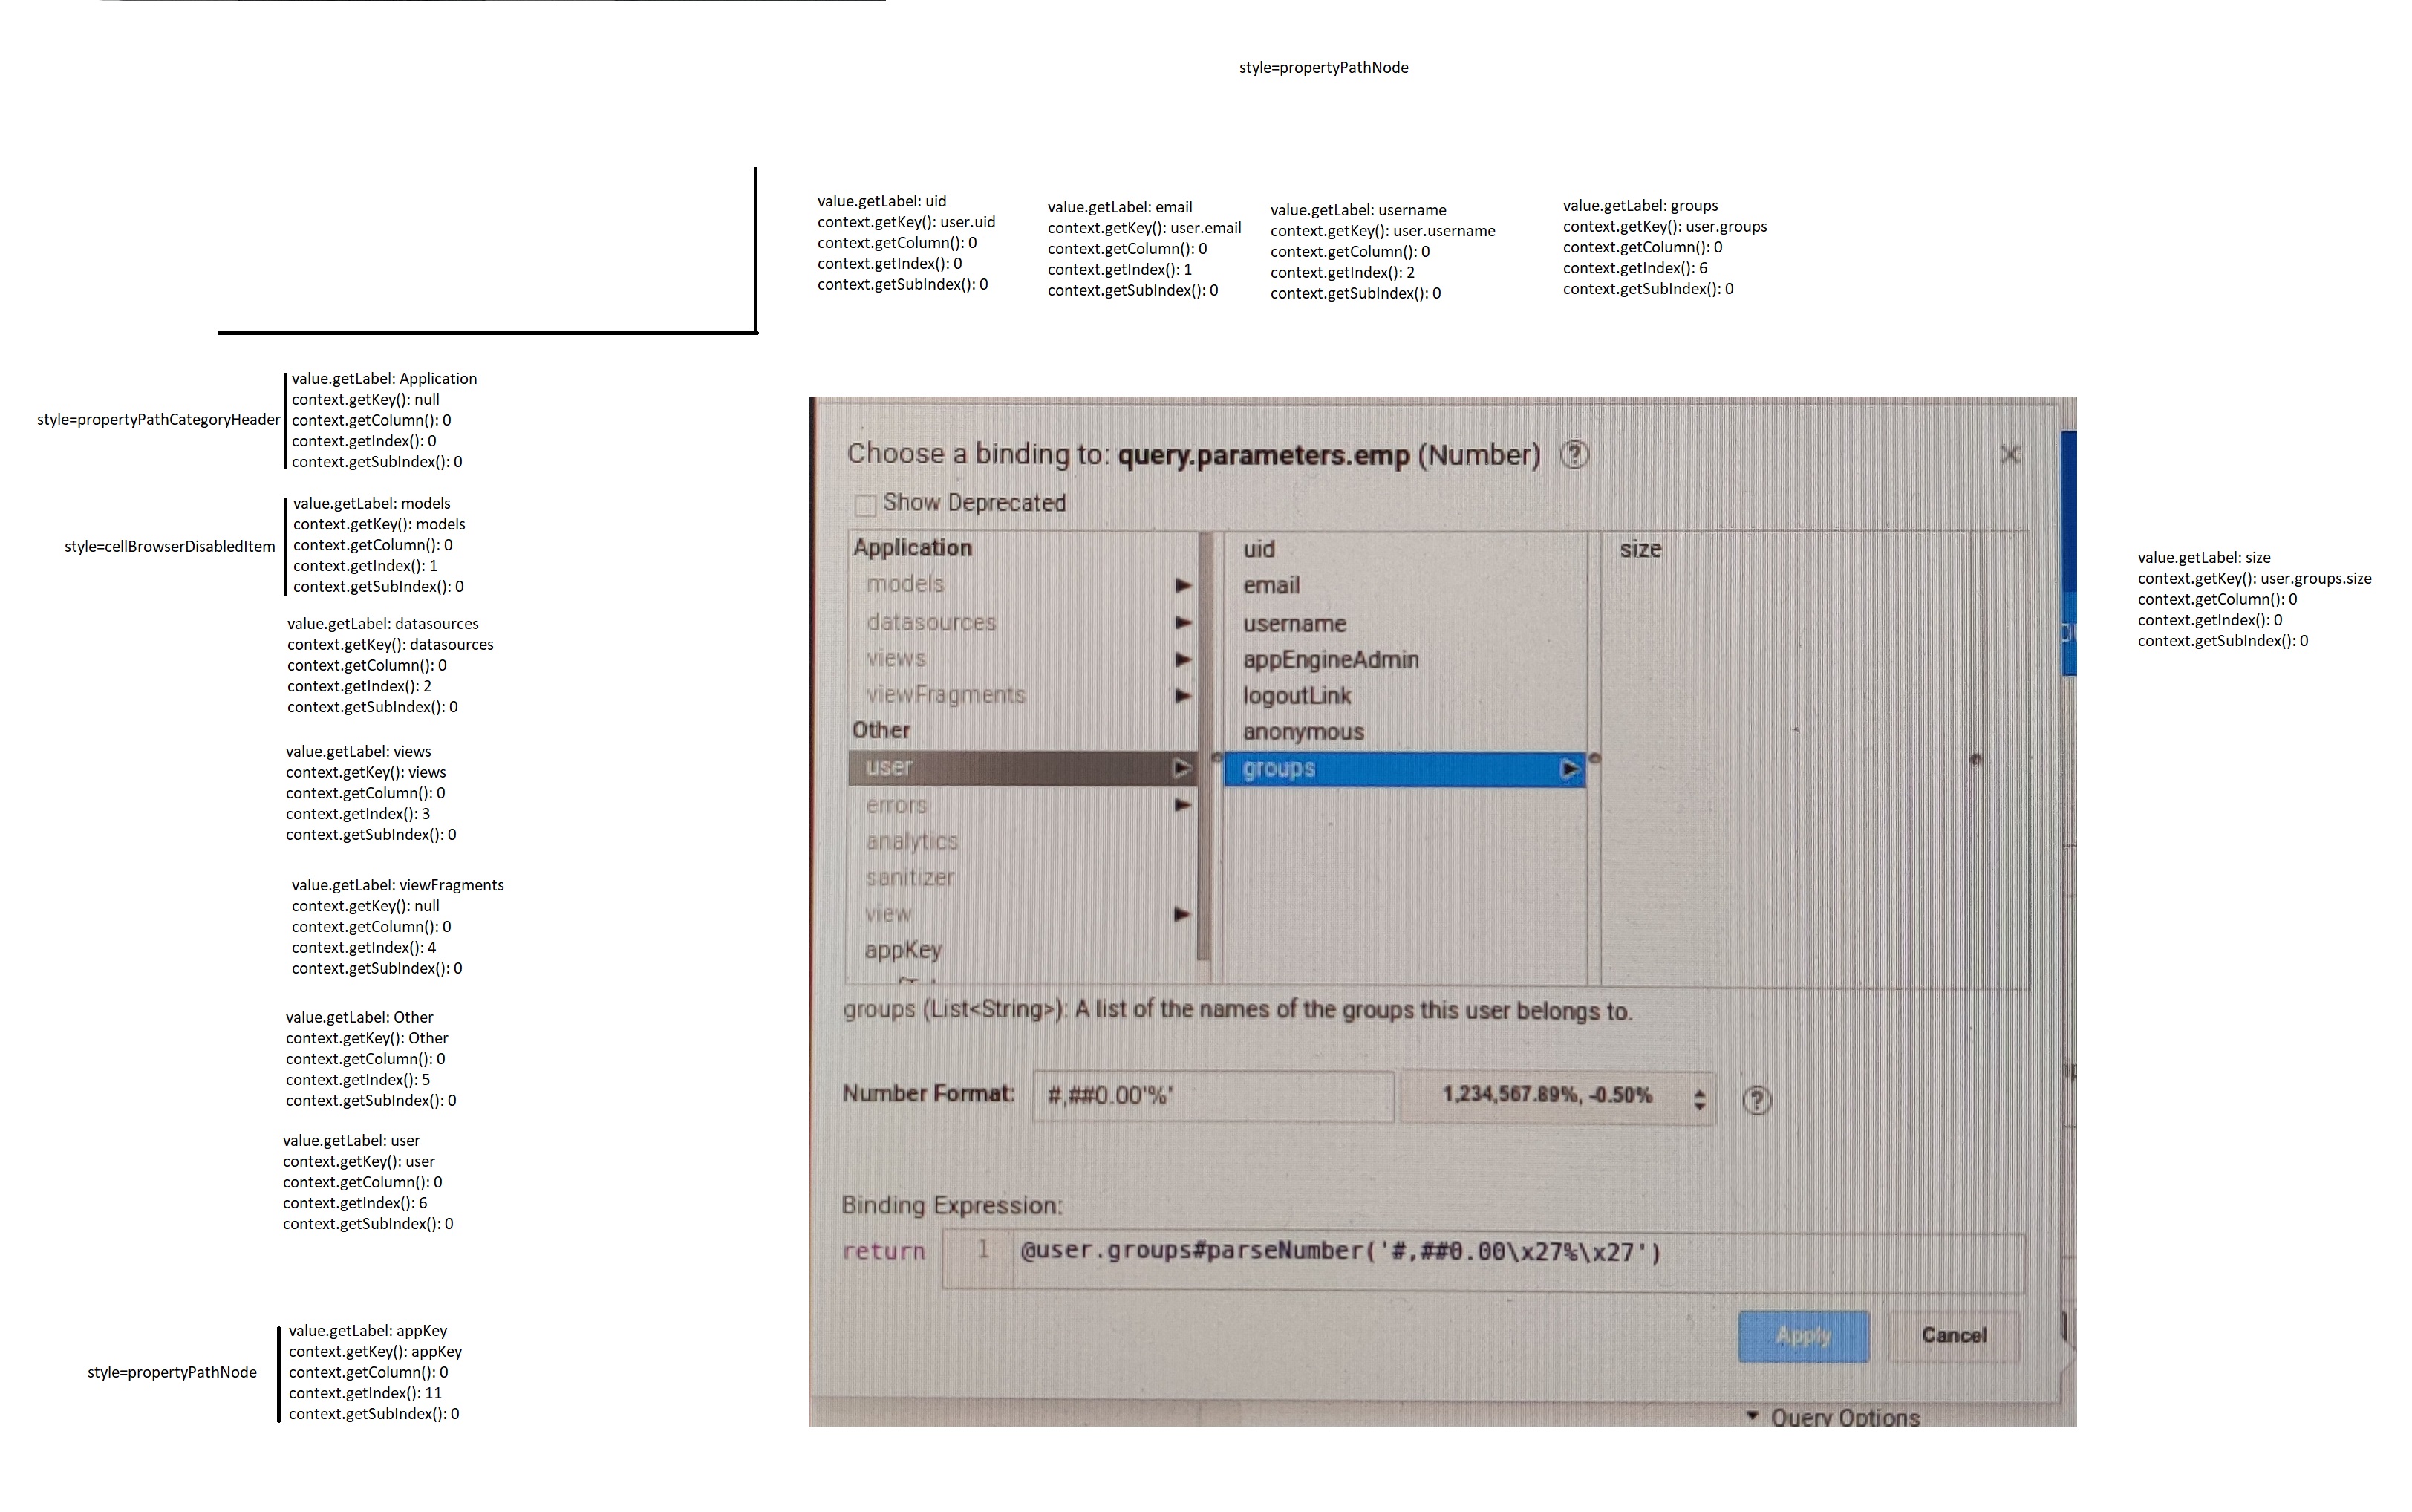 style=propertyPathNode
value.getLabel: uid
context.getKey(): user.uid
context.getColumn(): 0
context.getIndex(): 0
context.getSubIndex(): 0
value.getLabel: email
context.getKey(): user.email
context.getColumn(): 0
context.getIndex(): 1
context.getSubIndex(): 0
value.getLabel: username
context.getKey(): user.username
context.getColumn(): 0
context.getIndex(): 2
context.getSubIndex(): 0
value.getLabel: groups
context.getKey(): user.groups
context.getColumn(): 0
context.getIndex(): 6
context.getSubIndex(): 0
style=propertyPathCategoryHeader
value.getLabel: Application
context.getKey(): null
context.getColumn(): 0
context.getIndex(): 0
context.getSubIndex(): 0
style=cellBrowserDisabledItem
value.getLabel: models
context.getKey(): models
context.getColumn(): 0
context.getIndex(): 1
context.getSubIndex(): 0
value.getLabel: datasources
context.getKey(): datasources
context.getColumn(): 0
context.getIndex(): 2
context.getSubIndex(): 0
value.getLabel: views
context.getKey(): views
context.getColumn(): 0
context.getIndex(): 3
context.getSubIndex(): 0
value.getLabel: viewFragments
context.getKey(): null
context.getColumn(): 0
context.getIndex(): 4
context.getSubIndex(): 0
value.getLabel: Other
context.getKey(): Other
context.getColumn(): 0
context.getIndex(): 5
context.getSubIndex(): 0
value.getLabel: user
context.getKey(): user
context.getColumn(): 0
context.getIndex(): 6
context.getSubIndex(): 0
style=propertyPathNode
value.getLabel: appKey
context.getKey(): appKey
context.getColumn(): 0
context.getIndex(): 11
context.getSubIndex(): 0
Choose a binding to: query.parameters.emp (Number) ?
Show Deprecated
Application
models
datasources
views
viewFragments
Other
user
errors
analytics
sanitizer
view
appKey
uid
email
username
appEngineAdmin
logoutLink
anonymous
groups
size
groups (List<String>): A list of the names of the groups this user belongs to.
Number Format: #,##0.00'%' 1,234,567.89%, -0.50% ?
Binding Expression:
return 1 @user.groups#parseNumber('#,##0.00\x27%\x27')
Apply Cancel
Query Options
value.getLabel: size
context.getKey(): user.groups.size
context.getColumn(): 0
context.getIndex(): 0
context.getSubIndex(): 0